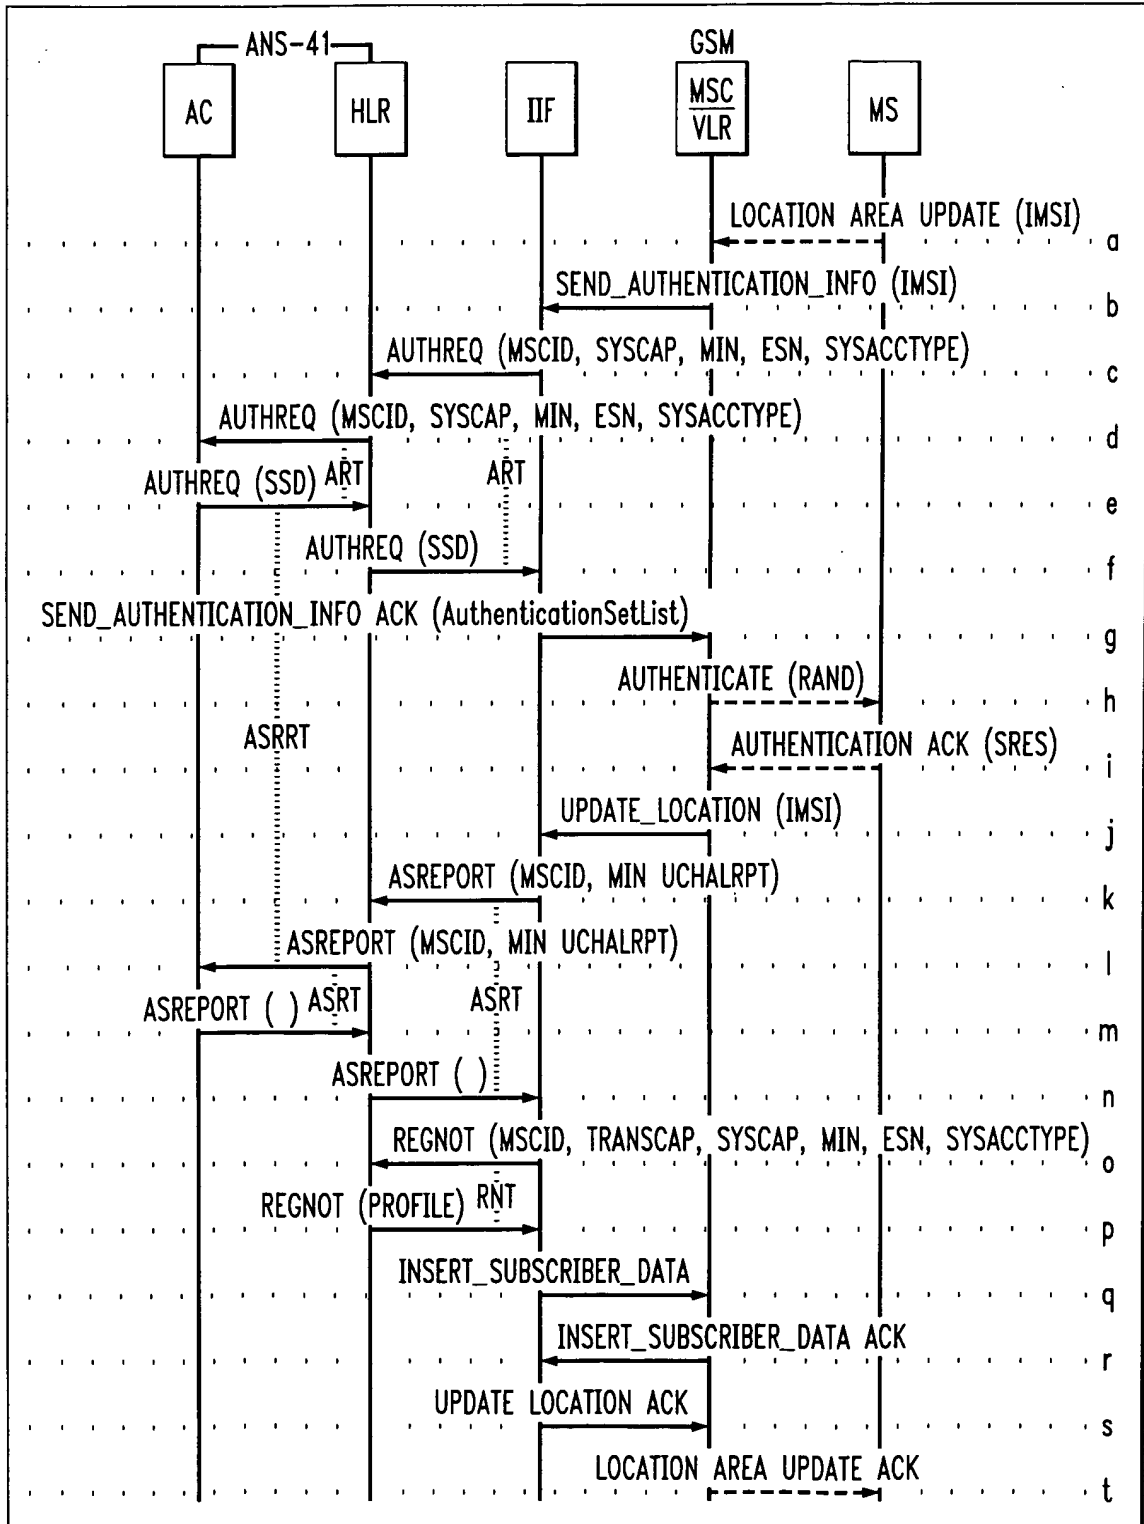 ANS-41
GSM
AC
HLR
IIF
MSC
VLR
MS
LOCATION AREA UPDATE (IMSI)
a
SEND_AUTHENTICATION_INFO (IMSI)
b
AUTHREQ (MSCID, SYSCAP, MIN, ESN, SYSACCTYPE)
c
AUTHREQ (MSCID, SYSCAP, MIN, ESN, SYSACCTYPE)
d
AUTHREQ (SSD) ART
ART
e
AUTHREQ (SSD)
f
SEND_AUTHENTICATION_INFO ACK (AuthenticationSetList)
g
AUTHENTICATE (RAND)
h
ASRRT
AUTHENTICATION ACK (SRES)
i
UPDATE_LOCATION (IMSI)
j
ASREPORT (MSCID, MIN UCHALRPT)
k
ASREPORT (MSCID, MIN UCHALRPT)
l
ASREPORT ( ) ASRT
ASRT
m
ASREPORT ( )
n
REGNOT (MSCID, TRANSCAP, SYSCAP, MIN, ESN, SYSACCTYPE)
o
REGNOT (PROFILE) RNT
p
INSERT_SUBSCRIBER_DATA
q
INSERT_SUBSCRIBER_DATA ACK
r
UPDATE LOCATION ACK
s
LOCATION AREA UPDATE ACK
t